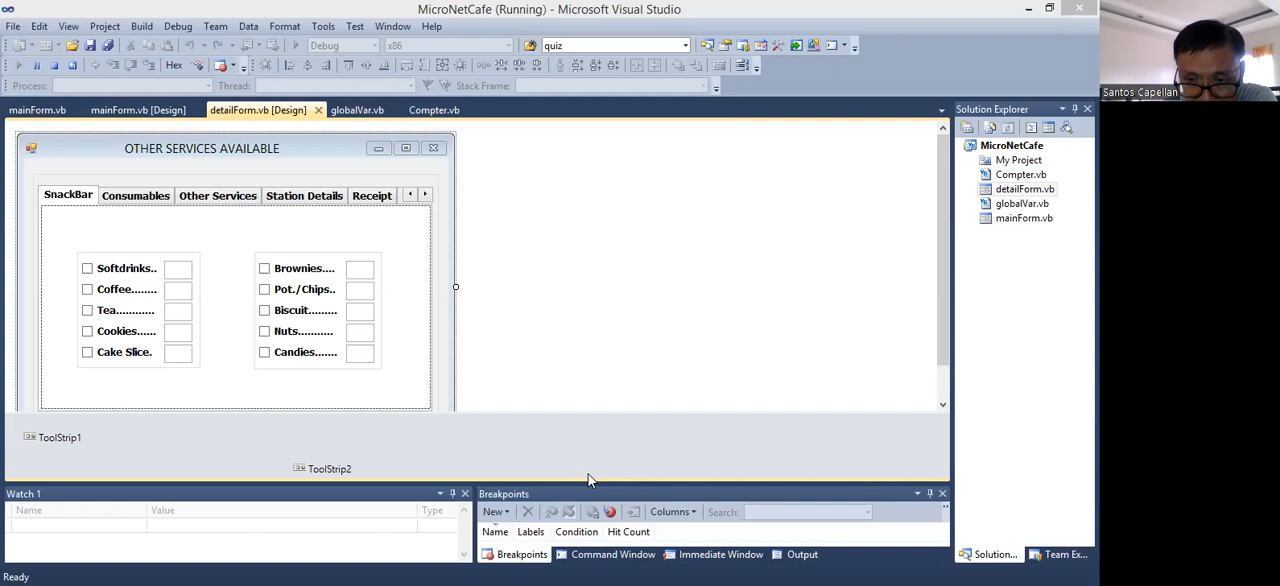 MicroNetCafe (Running) - Microsoft Visual Studio
File Edit View Project Build Debug Team Data Format Tools Test Window Help
Debug x86 quiz
Hex
Process: Thread: Stack Frame:
mainForm.vb mainForm.vb [Design] detailForm.vb [Design] globalVar.vb Compter.vb
OTHER SERVICES AVAILABLE
SnackBar Consumables Other Services Station Details Receipt
Softdrinks.. Brownies....
Coffee........ Pot./Chips..
Tea............ Biscuit.........
Cookies...... Nuts...........
Cake Slice. Candies.......
ToolStrip1
ToolStrip2
Solution Explorer
MicroNetCafe
My Project
Compter.vb
detailForm.vb
globalVar.vb
mainForm.vb
Santos Capellan
Watch 1
Name Value Type
Breakpoints
New Columns Search:
Name Labels Condition Hit Count
Breakpoints Command Window Immediate Window Output
Solution... Team Ex...
Ready